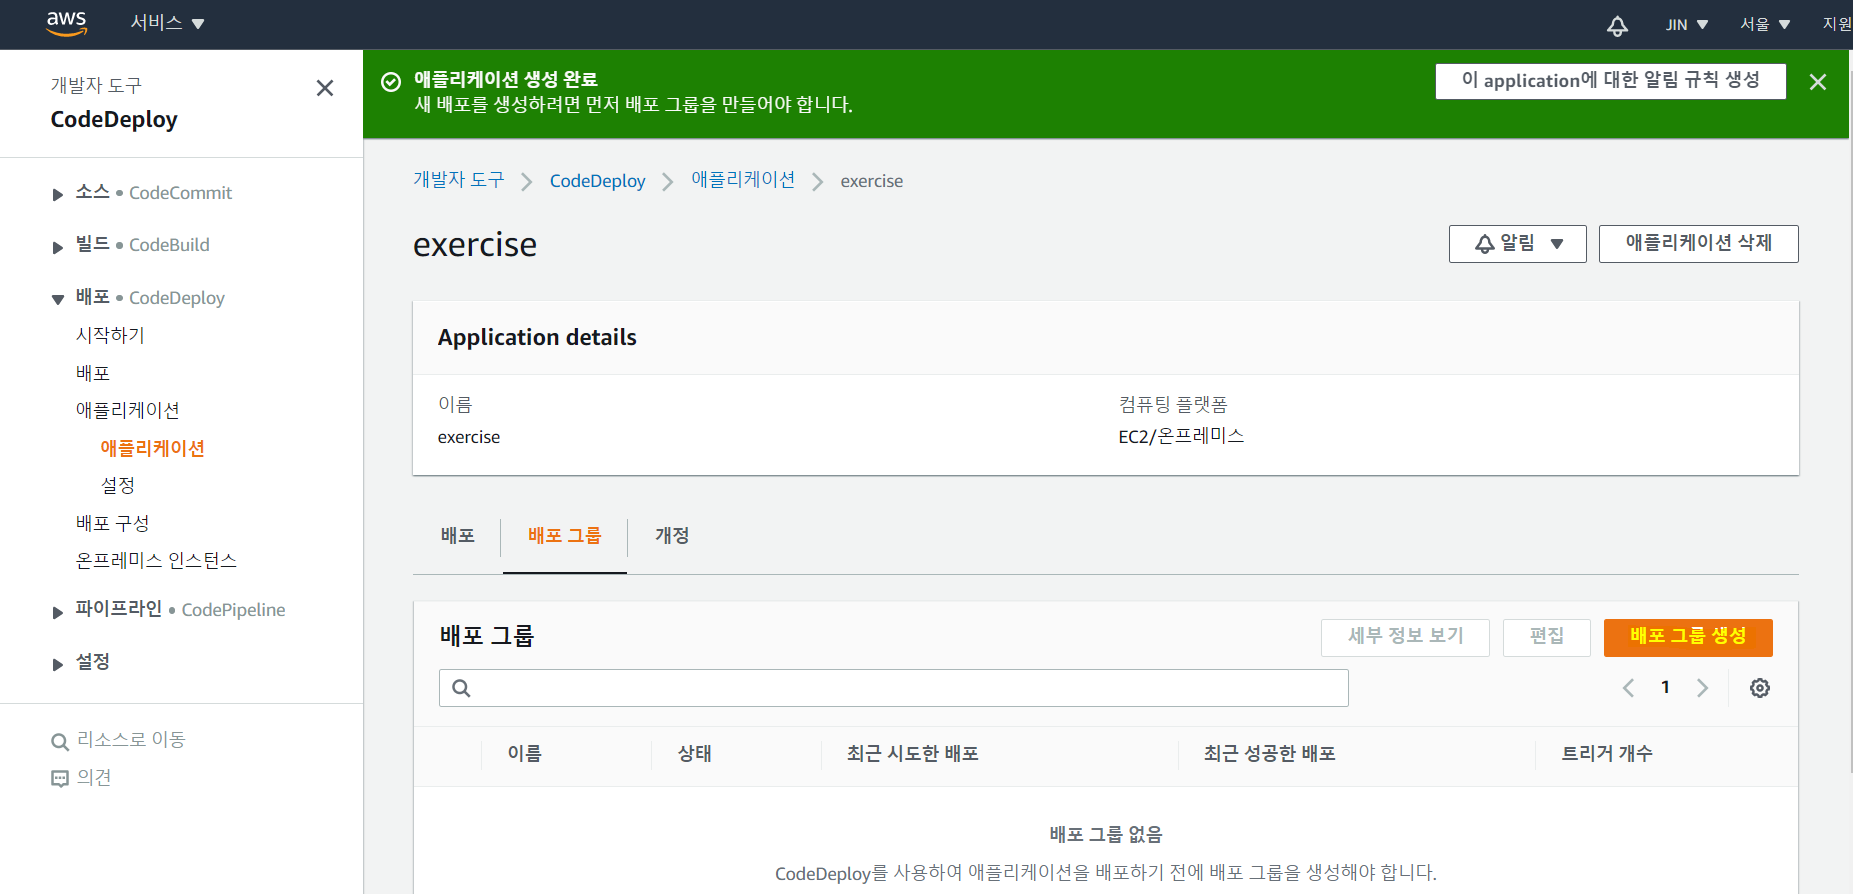 aws 서비스 JIN 서울 지원
개발자 도구
CodeDeploy
소스 • CodeCommit
빌드 • CodeBuild
배포 • CodeDeploy
시작하기
배포
애플리케이션
애플리케이션
설정
배포 구성
온프레미스 인스턴스
파이프라인 • CodePipeline
설정
리소스로 이동
의견
애플리케이션 생성 완료
새 배포를 생성하려면 먼저 배포 그룹을 만들어야 합니다.
이 application에 대한 알림 규칙 생성
개발자 도구 CodeDeploy 애플리케이션 exercise
exercise
알림 애플리케이션 삭제
Application details
이름 컴퓨팅 플랫폼
exercise EC2/온프레미스
배포 배포 그룹 개정
배포 그룹 세부 정보 보기 편집 배포 그룹 생성
1
이름 상태 최근 시도한 배포 최근 성공한 배포 트리거 개수
배포 그룹 없음
CodeDeploy를 사용하여 애플리케이션을 배포하기 전에 배포 그룹을 생성해야 합니다.